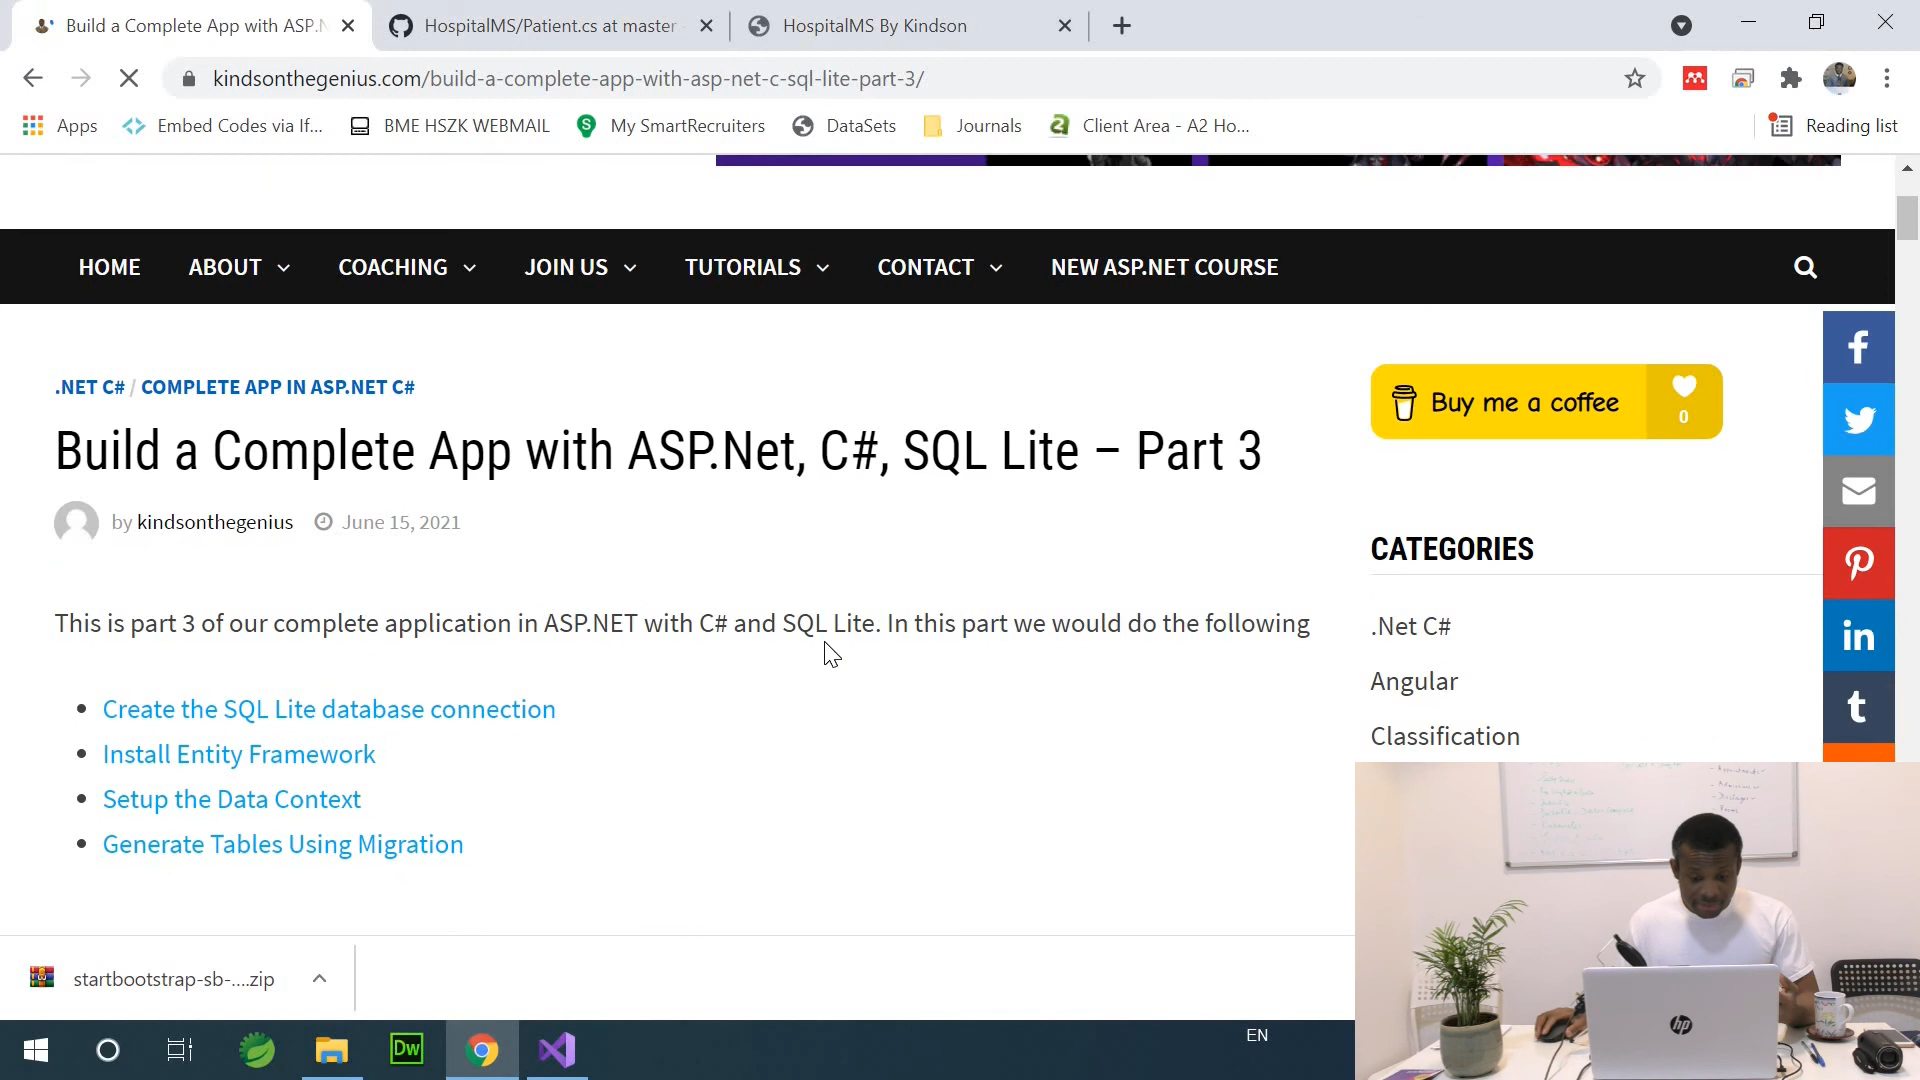 Build a Complete App with ASP.N
HospitalMS/Patient.cs at master
HospitalMS By Kindson
kindsonthegenius.com/build-a-complete-app-with-asp-net-c-sql-lite-part-3/
Apps
Embed Codes via If...
BME HSZK WEBMAIL
My SmartRecruiters
DataSets
Journals
Client Area - A2 Ho...
Reading list
HOME
ABOUT
COACHING
JOIN US
TUTORIALS
CONTACT
NEW ASP.NET COURSE
.NET C# / COMPLETE APP IN ASP.NET C#
Build a Complete App with ASP.Net, C#, SQL Lite – Part 3
by kindsonthegenius June 15, 2021
This is part 3 of our complete application in ASP.NET with C# and SQL Lite. In this part we would do the following
• Create the SQL Lite database connection
• Install Entity Framework
• Setup the Data Context
• Generate Tables Using Migration
Buy me a coffee
0
CATEGORIES
.Net C#
Angular
Classification
f
in
t
startbootstrap-sb-....zip
Dw
EN
hp